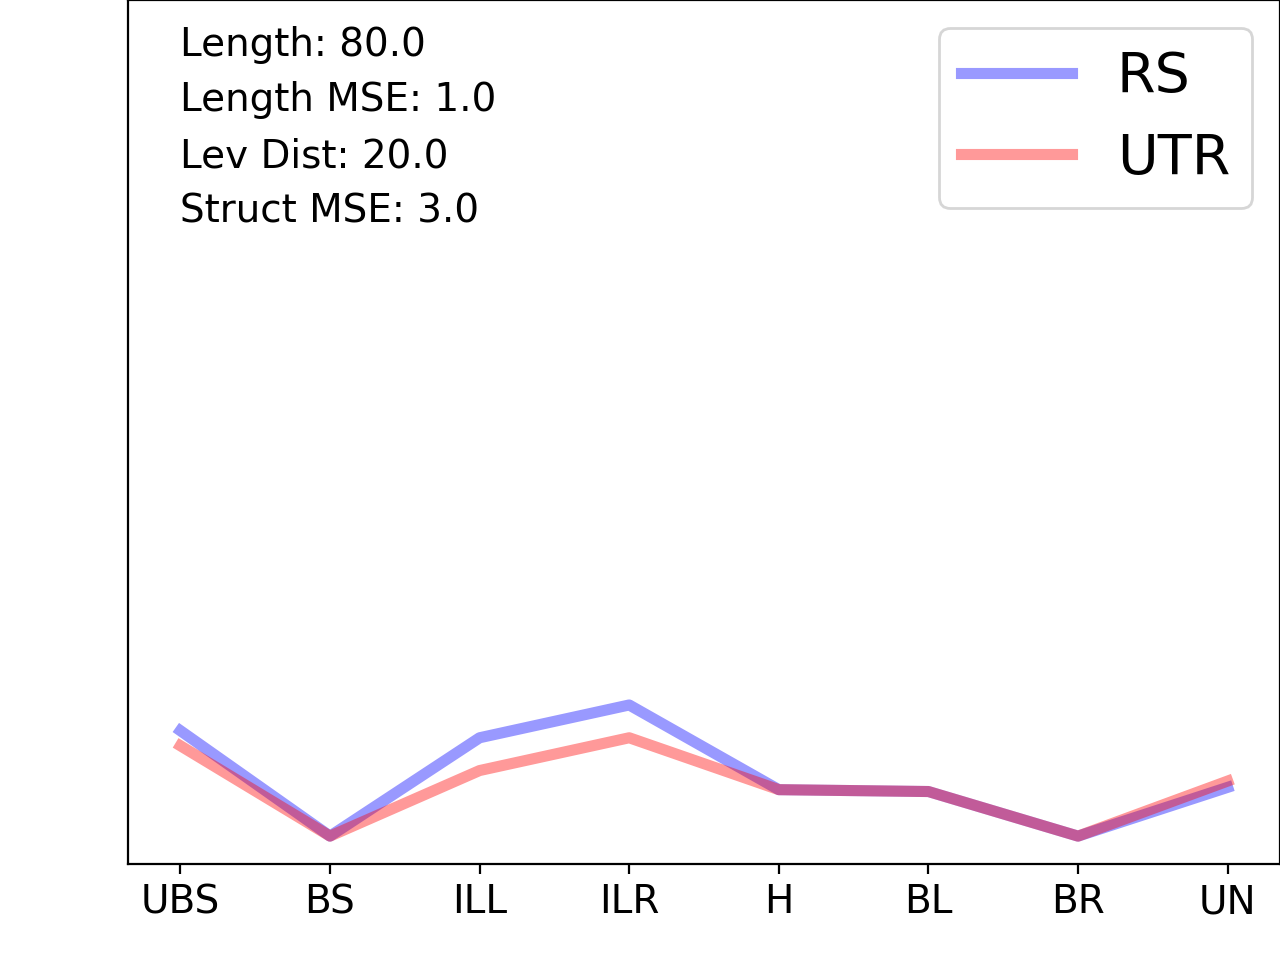 Length: 80.0
Length MSE: 1.0
Lev Dist: 20.0
Struct MSE: 3.0
RS
UTR
UBS BS ILL ILR H BL BR UN